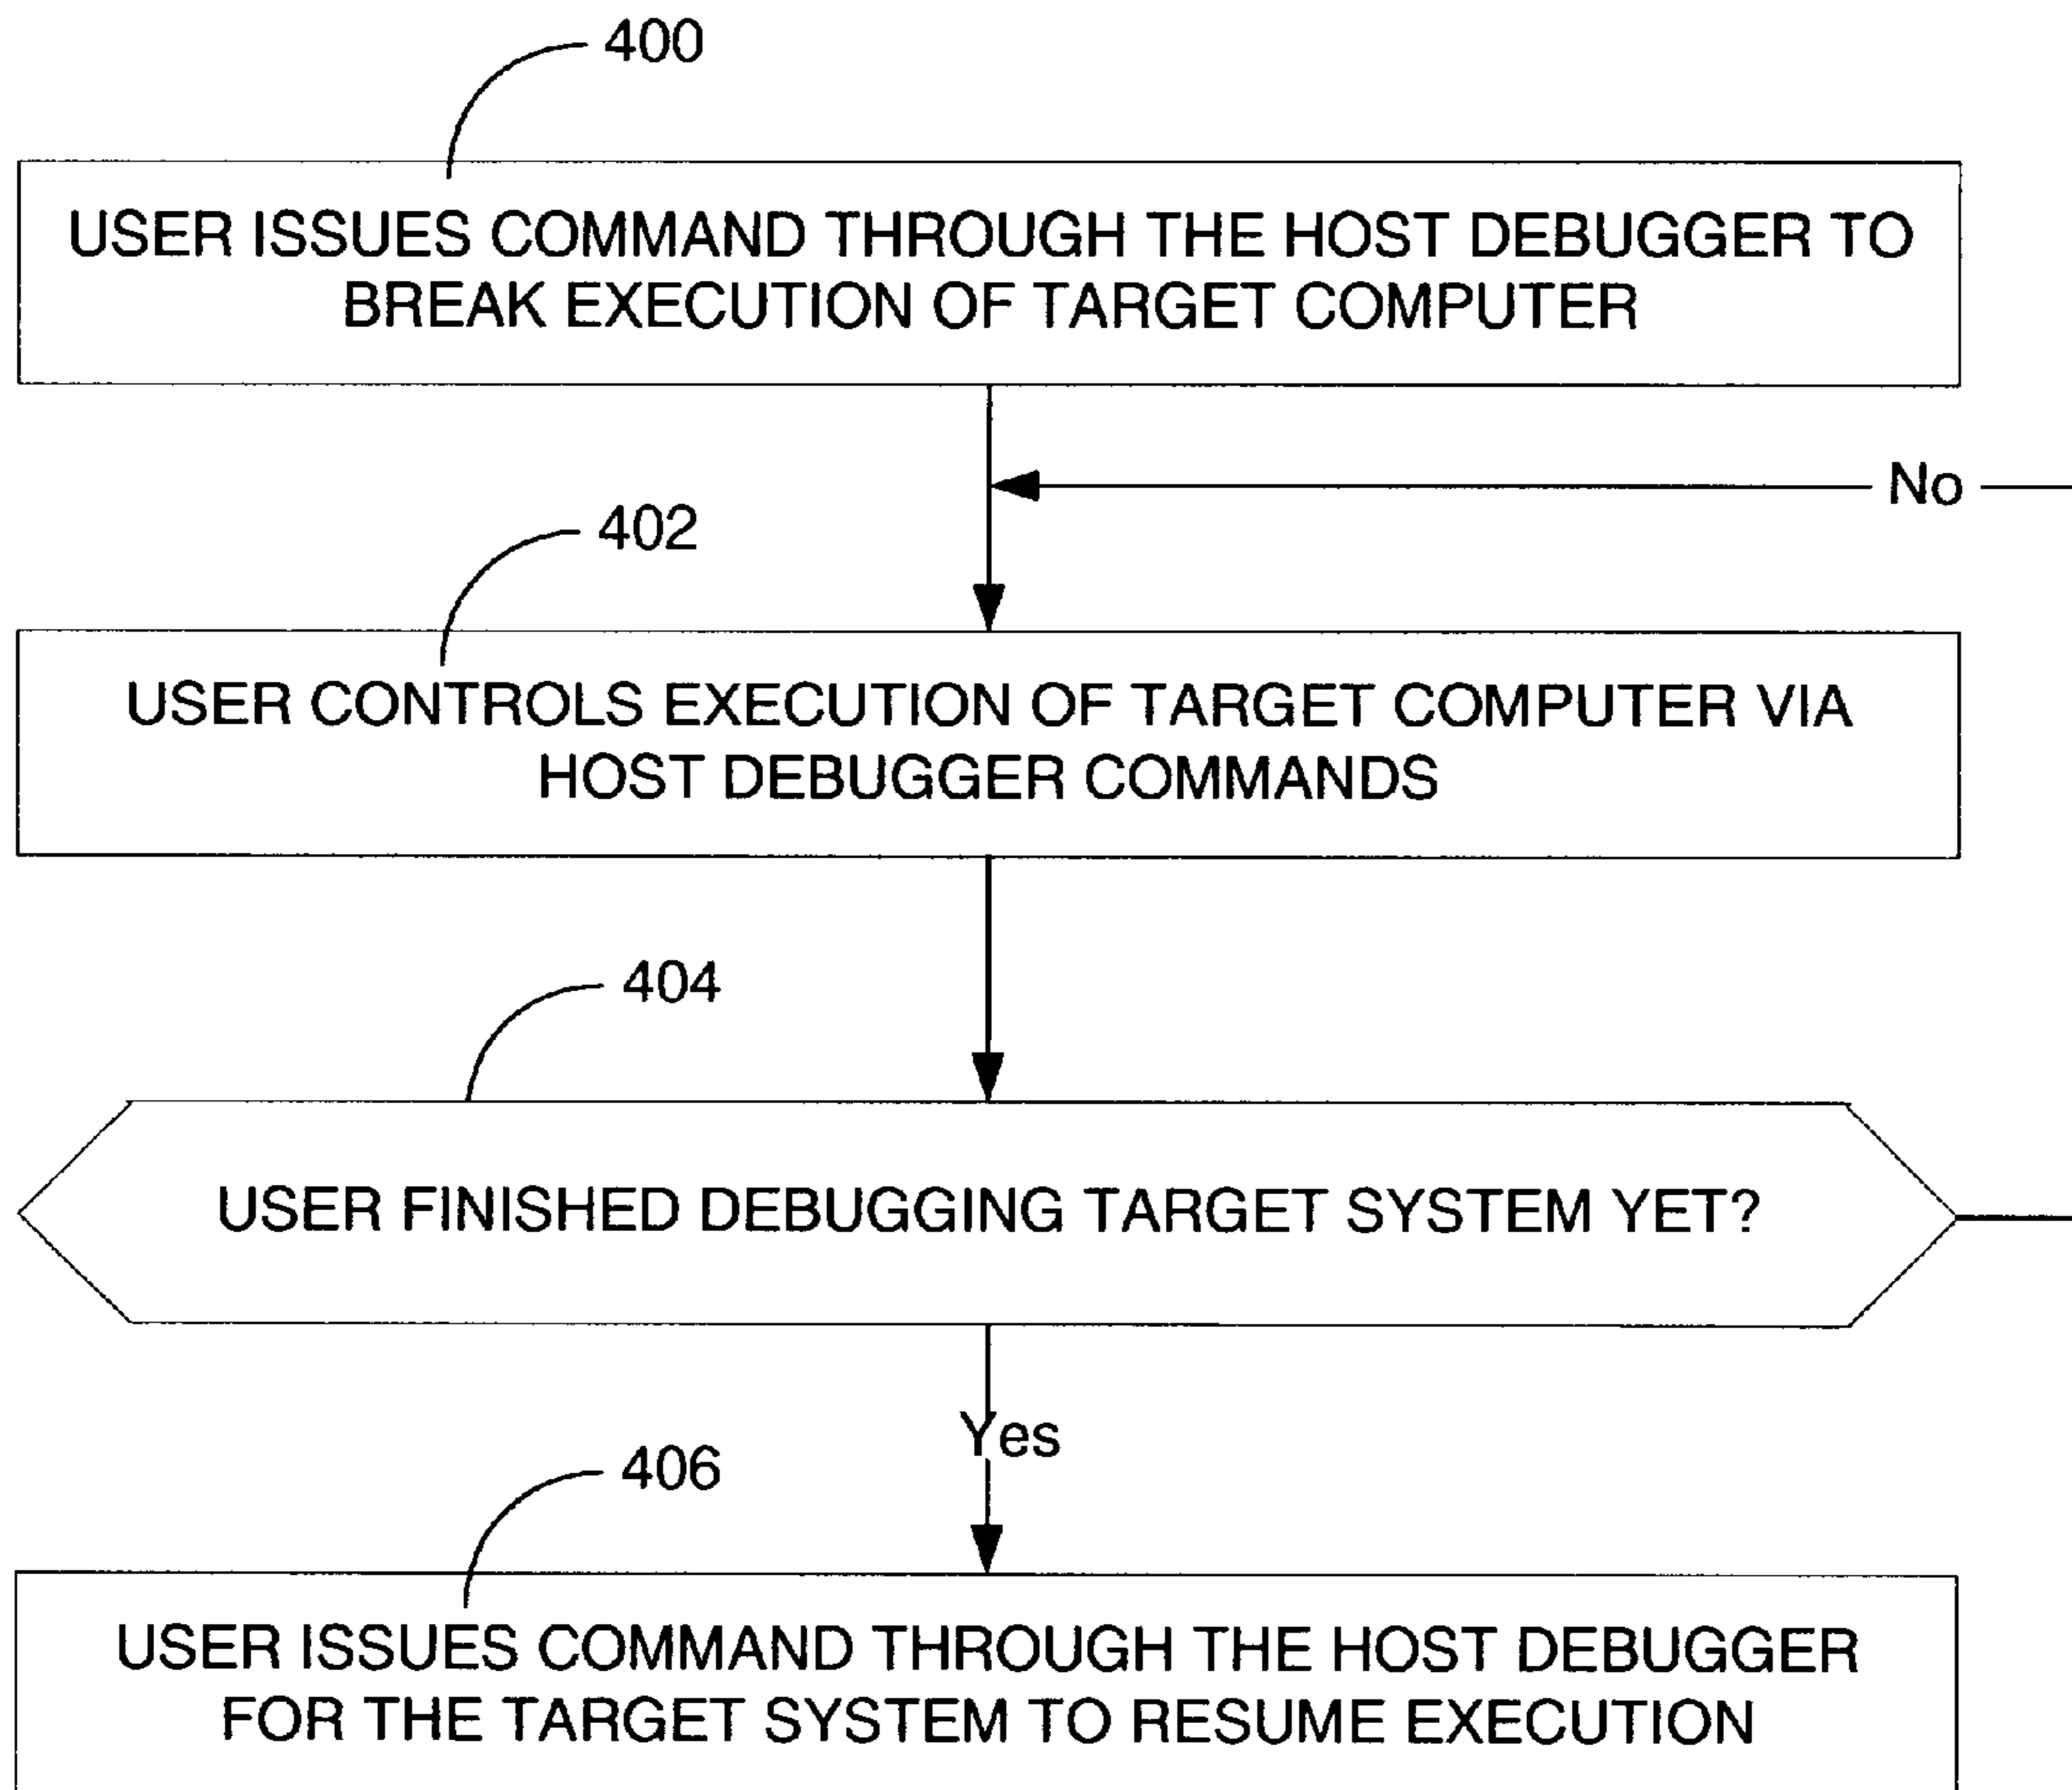 400
USER ISSUES COMMAND THROUGH THE HOST DEBUGGER TO
BREAK EXECUTION OF TARGET COMPUTER
No
402
USER CONTROLS EXECUTION OF TARGET COMPUTER VIA
HOST DEBUGGER COMMANDS
404
USER FINISHED DEBUGGING TARGET SYSTEM YET?
Yes
406
USER ISSUES COMMAND THROUGH THE HOST DEBUGGER
FOR THE TARGET SYSTEM TO RESUME EXECUTION